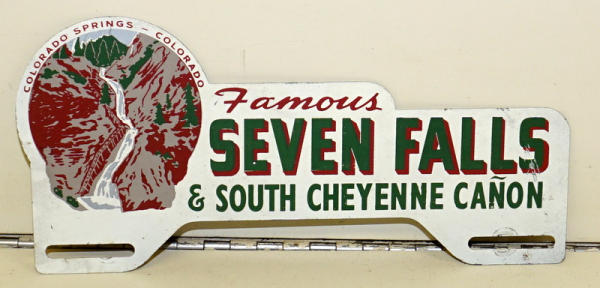 COLORADO SPRINGS - COLORADO
Famous
SEVEN FALLS
& SOUTH CHEYENNE CAÑON